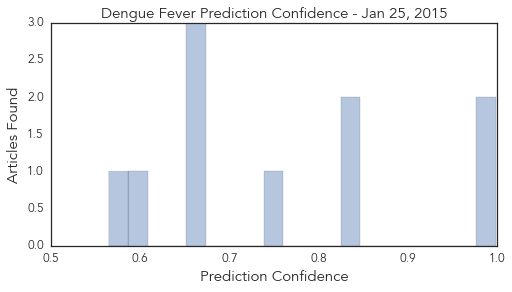 Dengue Fever Prediction Confidence - Jan 25, 2015
3.0
2.5
2.0
1.5
1.0
0.5
0.0
Articles Found
0.5 0.6 0.7 0.8 0.9 1.0
Prediction Confidence